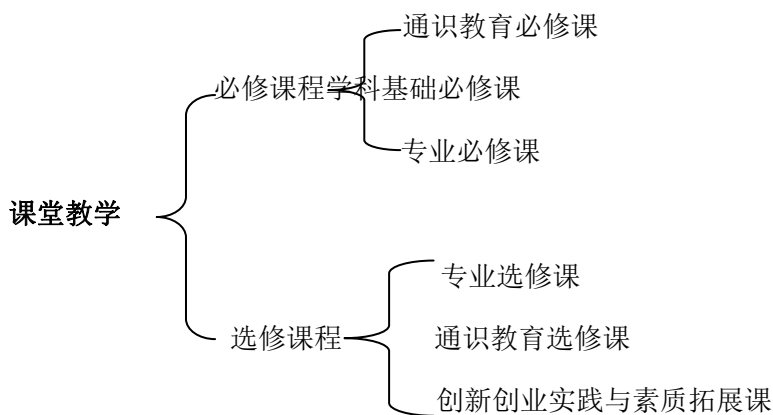 通识教育必修课
必修课程学科基础必修课
专业必修课
课堂教学
专业选修课
选修课程
通识教育选修课
创新创业实践与素质拓展课